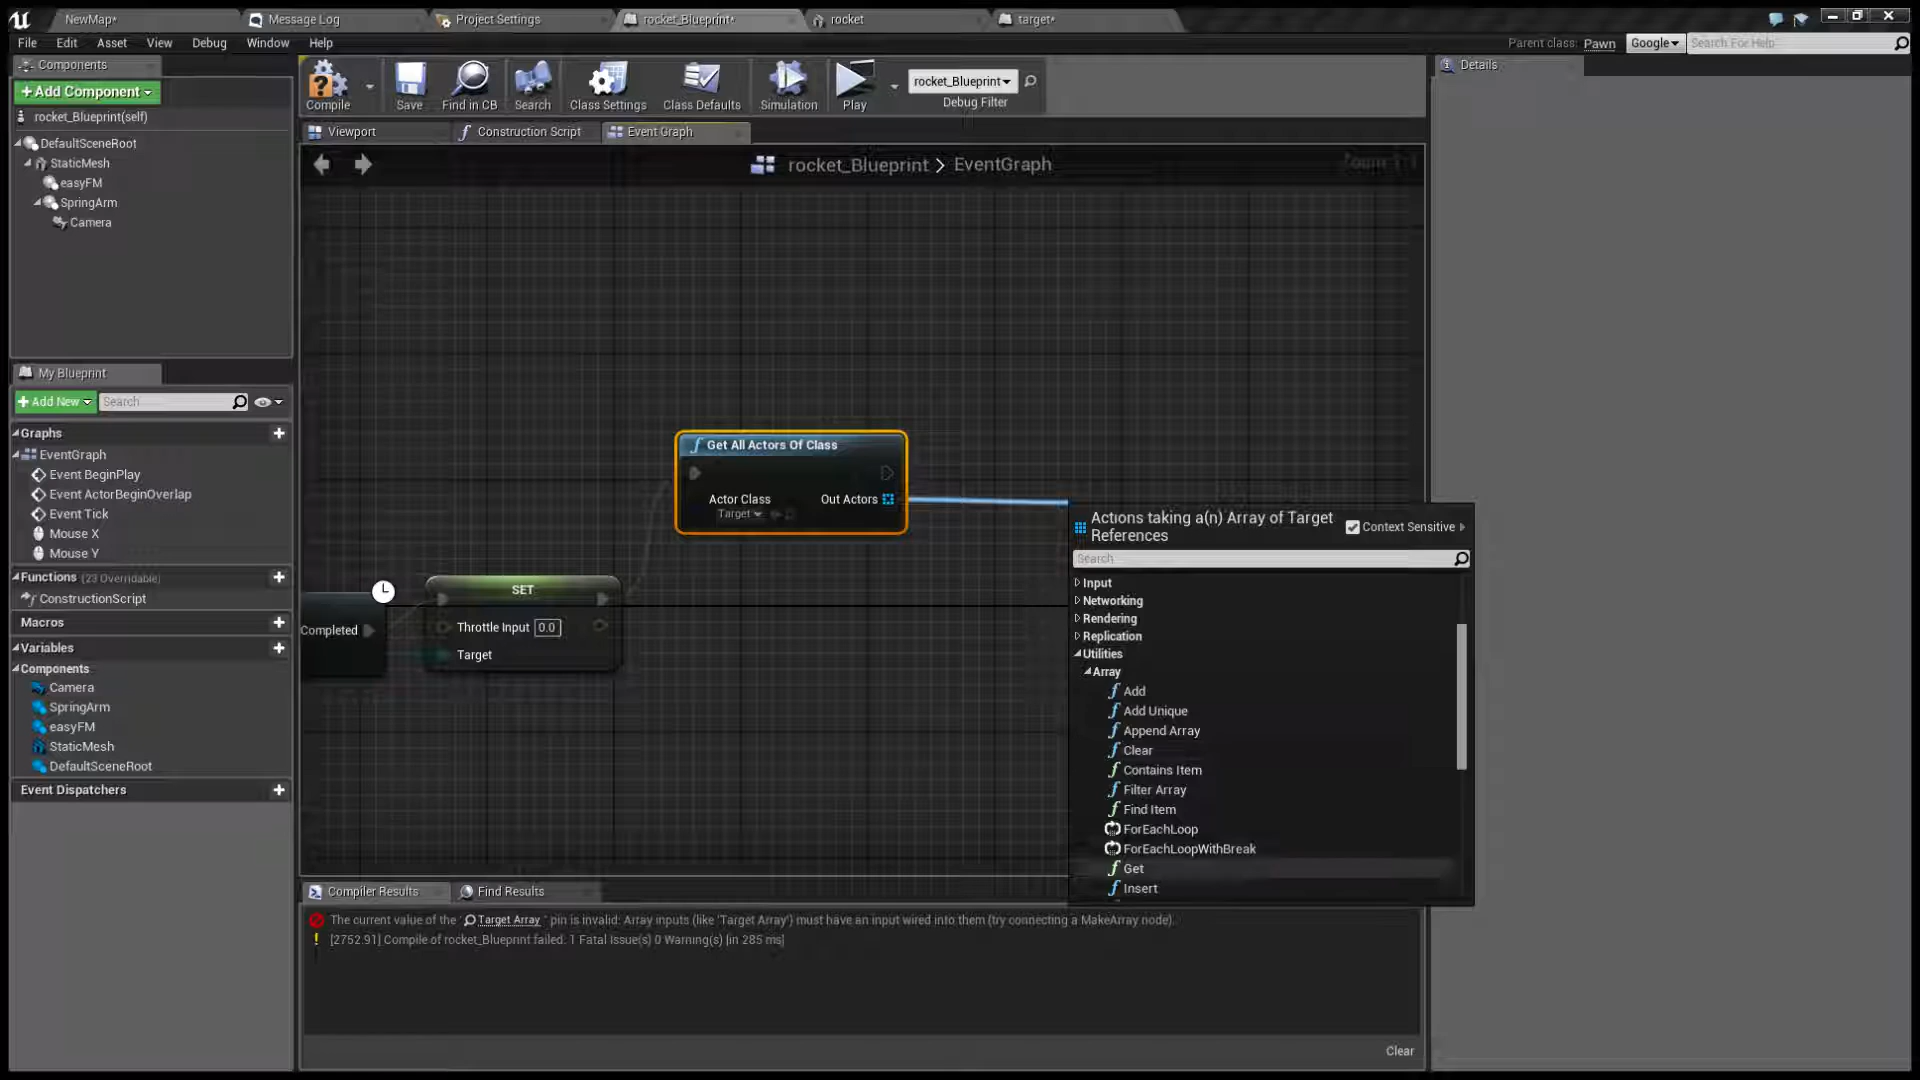 NewMap*
Message Log
Project Settings
rocket_Blueprint*
rocket
target*
File
Edit
Asset
View
Debug
Window
Help
Parent class:
Pawn
Google
Search For Help
Components
+Add Component
rocket_Blueprint(self)
DefaultSceneRoot
StaticMesh
easyFM
SpringArm
Camera
Compile
Save
Find in CB
Search
Class Settings
Class Defaults
Simulation
Play
rocket_Blueprint
Debug Filter
Details
Viewport
Construction Script
Event Graph
rocket_Blueprint > EventGraph
My Blueprint
+Add New
Search
Graphs
EventGraph
Event BeginPlay
Event ActorBeginOverlap
Event Tick
Mouse X
Mouse Y
Functions (23 Overridable)
ConstructionScript
Macros
Variables
Components
Camera
SpringArm
easyFM
StaticMesh
DefaultSceneRoot
Event Dispatchers
Get All Actors Of Class
Actor Class
Out Actors
Target
SET
Completed
Throttle Input 0.0
Target
Actions taking a(n) Array of Target
References
Context Sensitive
Search
Input
Networking
Rendering
Replication
Utilities
Array
Add
Add Unique
Append Array
Clear
Contains Item
Filter Array
Find Item
ForEachLoop
ForEachLoopWithBreak
Get
Insert
Compiler Results
Find Results
The current value of the ' Target Array ' pin is invalid: Array inputs (like 'Target Array') must have an input wired into them (try connecting a MakeArray node).
[2752.91] Compile of rocket_Blueprint failed: 1 Fatal Issue(s) 0 Warning(s) [in 285 ms]
Clear